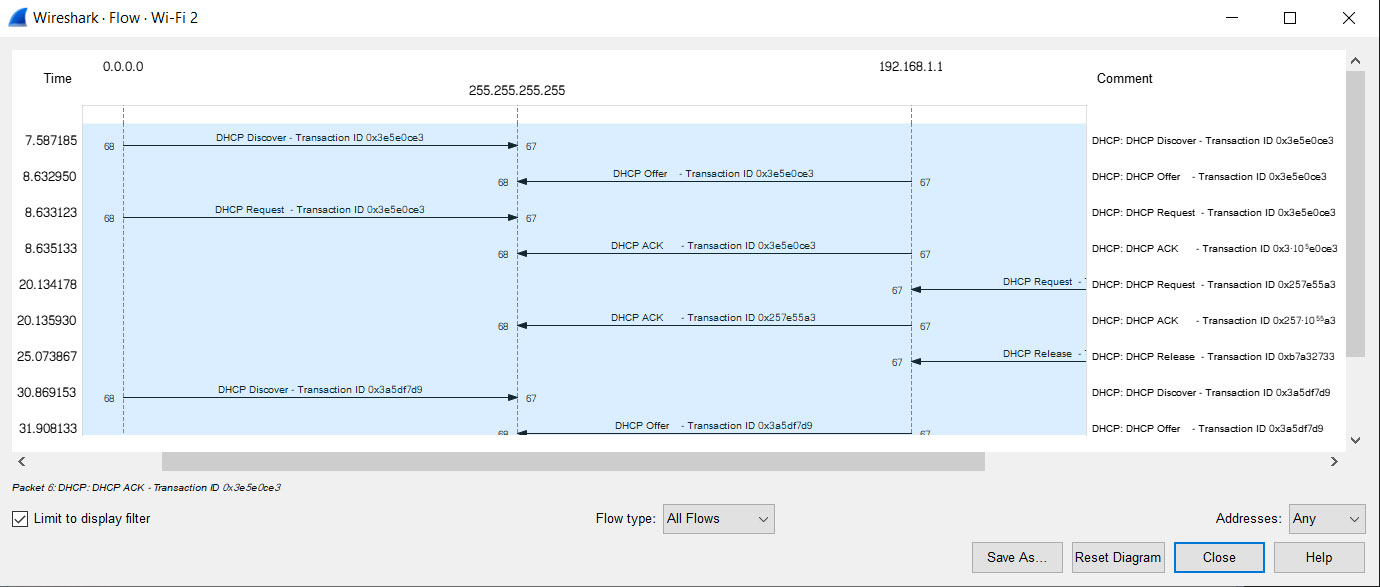 Wireshark · Flow · Wi-Fi 2
0.0.0.0 192.168.1.1
Time Comment
255.255.255.255
7.587185 68 DHCP Discover - Transaction ID 0x3e5e0ce3 67 DHCP: DHCP Discover - Transaction ID 0x3e5e0ce3
8.632950 68 DHCP Offer - Transaction ID 0x3e5e0ce3 67 DHCP: DHCP Offer - Transaction ID 0x3e5e0ce3
8.633123 68 DHCP Request - Transaction ID 0x3e5e0ce3 67 DHCP: DHCP Request - Transaction ID 0x3e5e0ce3
8.635133 68 DHCP ACK - Transaction ID 0x3e5e0ce3 67 DHCP: DHCP ACK - Transaction ID 0x3·10⁵e0ce3
20.134178 67 DHCP Request - DHCP: DHCP Request - Transaction ID 0x257e55a3
20.135930 68 DHCP ACK - Transaction ID 0x257e55a3 67 DHCP: DHCP ACK - Transaction ID 0x257·10⁵⁵a3
25.073867 67 DHCP Release - DHCP: DHCP Release - Transaction ID 0xb7a32733
30.869153 68 DHCP Discover - Transaction ID 0x3a5df7d9 67 DHCP: DHCP Discover - Transaction ID 0x3a5df7d9
31.908133 68 DHCP Offer - Transaction ID 0x3a5df7d9 67 DHCP: DHCP Offer - Transaction ID 0x3a5df7d9
Packet 6: DHCP: DHCP ACK - Transaction ID 0x3e5e0ce3
Limit to display filter Flow type: All Flows Addresses: Any
Save As... Reset Diagram Close Help